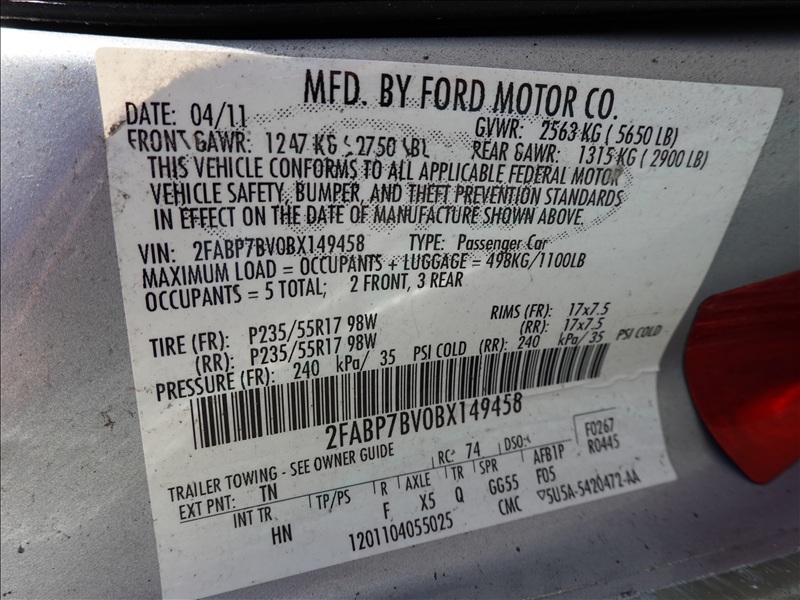 MFD. BY FORD MOTOR CO.
DATE: 04/11 GVWR: 2563 KG ( 5650 LB)
FRONT GAWR: 1247 KG ( 2750 LB) REAR GAWR: 1315 KG ( 2900 LB)
THIS VEHICLE CONFORMS TO ALL APPLICABLE FEDERAL MOTOR
VEHICLE SAFETY, BUMPER, AND THEFT PREVENTION STANDARDS
IN EFFECT ON THE DATE OF MANUFACTURE SHOWN ABOVE.
VIN: 2FABP7BV0BX149458 TYPE: Passenger Car
MAXIMUM LOAD = OCCUPANTS + LUGGAGE = 498KG/1100LB
OCCUPANTS = 5 TOTAL; 2 FRONT, 3 REAR
TIRE (FR): P235/55R17 98W RIMS (FR): 17x7.5
(RR): P235/55R17 98W (RR): 17x7.5
PRESSURE (FR): 240 kPa/ 35 PSI COLD (RR): 240 kPa/ 35 PSI COLD
2FABP7BV0BX149458
TRAILER TOWING - SEE OWNER GUIDE RC: 74 DSO: F0267
EXT PNT: TN AFB1P R0445
INT TR TP/PS R AXLE TR SPR FD5
HN F X5 Q GG55
1201104055025 CMC 5U5A-5420472-AA